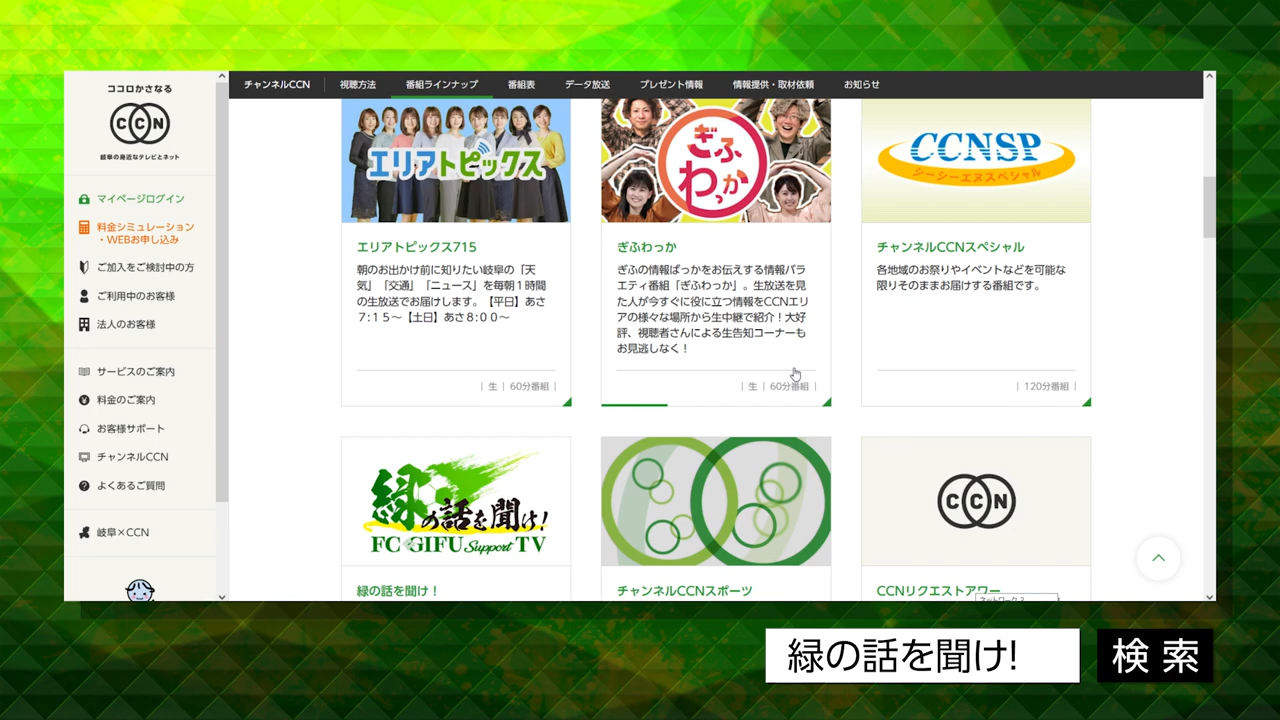 ココロかさなる
CCN
岐阜の身近なテレビとネット
マイページログイン
料金シミュレーション
・WEBお申し込み
ご加入をご検討中の方
ご利用中のお客様
法人のお客様
サービスのご案内
料金のご案内
お客様サポート
チャンネルCCN
よくあるご質問
岐阜×CCN
チャンネルCCN
視聴方法
番組ラインナップ
番組表
データ放送
プレゼント情報
情報提供・取材依頼
お知らせ
エリアトピックス
エリアトピックス715
朝のお出かけ前に知りたい岐阜の「天
気」「交通」「ニュース」を毎朝１時間
の生放送でお届けします。【平日】あさ
７:１５～【土日】あさ８:００～
| 生 | 60分番組 |
ぎふわっか
ぎふわっか
ぎふの情報ばっかをお伝えする情報バラ
エティ番組「ぎふわっか」。生放送を見
た人が今すぐに役に立つ情報をCCNエリ
アの様々な場所から生中継で紹介！大好
評、視聴者さんによる生告知コーナーも
お見逃しなく！
| 生 | 60分番組 |
CCNSP
シーシーエヌスペシャル
チャンネルCCNスペシャル
各地域のお祭りやイベントなどを可能な
限りそのままお届けする番組です。
| 120分番組 |
緑の話を聞け!
FC GIFU Support TV
緑の話を聞け！
チャンネルCCNスポーツ
CCN
CCNリクエストアワー
緑の話を聞け!
検索